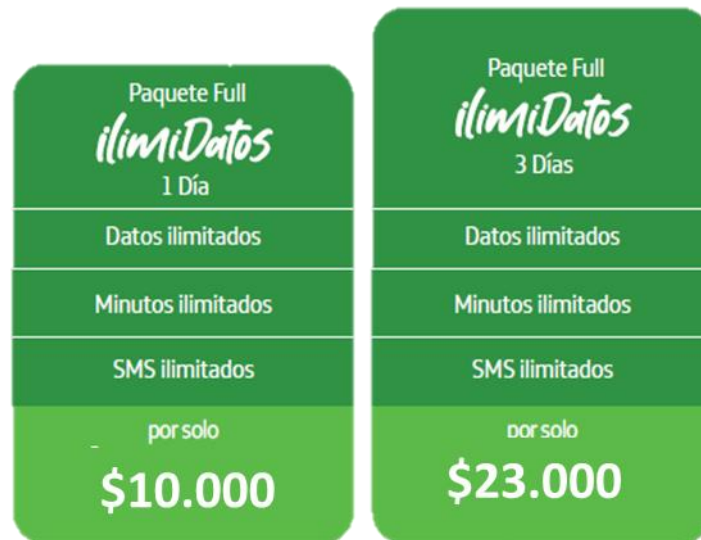 Paquete Full
ilimiDatos
1 Día
Datos ilimitados
Minutos ilimitados
SMS ilimitados
por solo
$10.000
Paquete Full
ilimiDatos
3 Días
Datos ilimitados
Minutos ilimitados
SMS ilimitados
por solo
$23.000